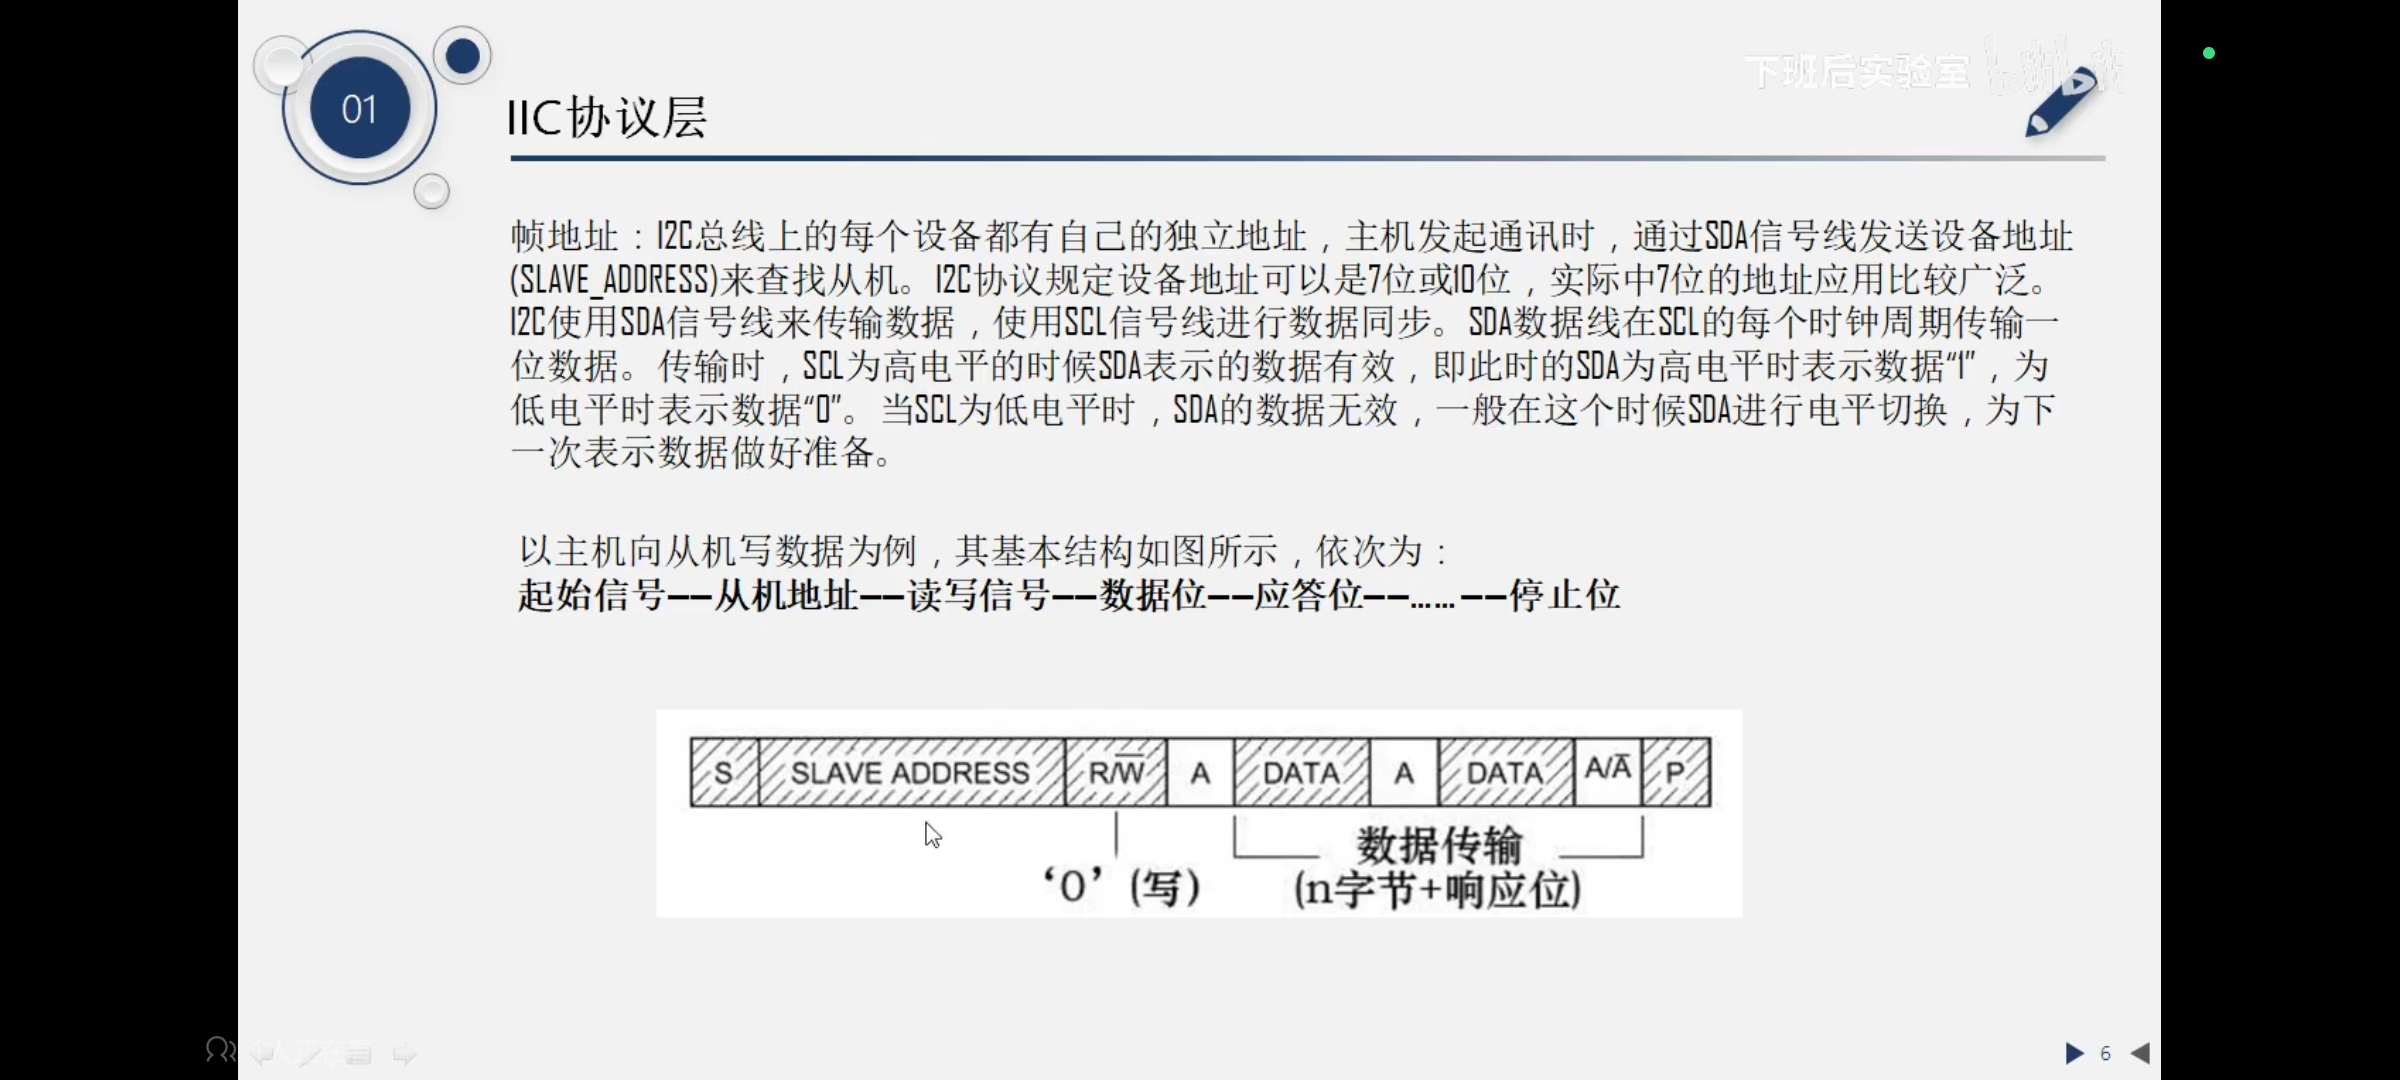 下班后实验室 bilibili
01
IIC协议层
帧地址：I2C总线上的每个设备都有自己的独立地址，主机发起通讯时，通过SDA信号线发送设备地址
(SLAVE_ADDRESS)来查找从机。I2C协议规定设备地址可以是7位或10位，实际中7位的地址应用比较广泛。
I2C使用SDA信号线来传输数据，使用SCL信号线进行数据同步。SDA数据线在SCL的每个时钟周期传输一
位数据。传输时，SCL为高电平的时候SDA表示的数据有效，即此时的SDA为高电平时表示数据“1”，为
低电平时表示数据“0”。当SCL为低电平时，SDA的数据无效，一般在这个时候SDA进行电平切换，为下
一次表示数据做好准备。
以主机向从机写数据为例，其基本结构如图所示，依次为：
起始信号——从机地址——读写信号——数据位——应答位——……——停止位
S SLAVE ADDRESS R/W̅ A DATA A DATA A/A̅ P
‘0’(写)
数据传输
(n字节+响应位)
6